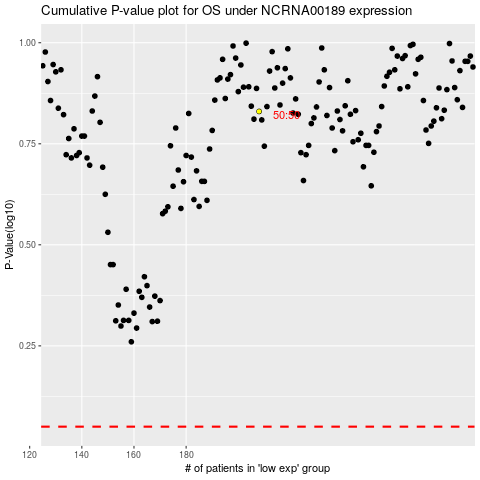 Cumulative P-value plot for OS under NCRNA00189 expression
1.00
0.75
0.50
0.25
P-Value(log10)
50:50
120 140 160 180
# of patients in 'low exp' group